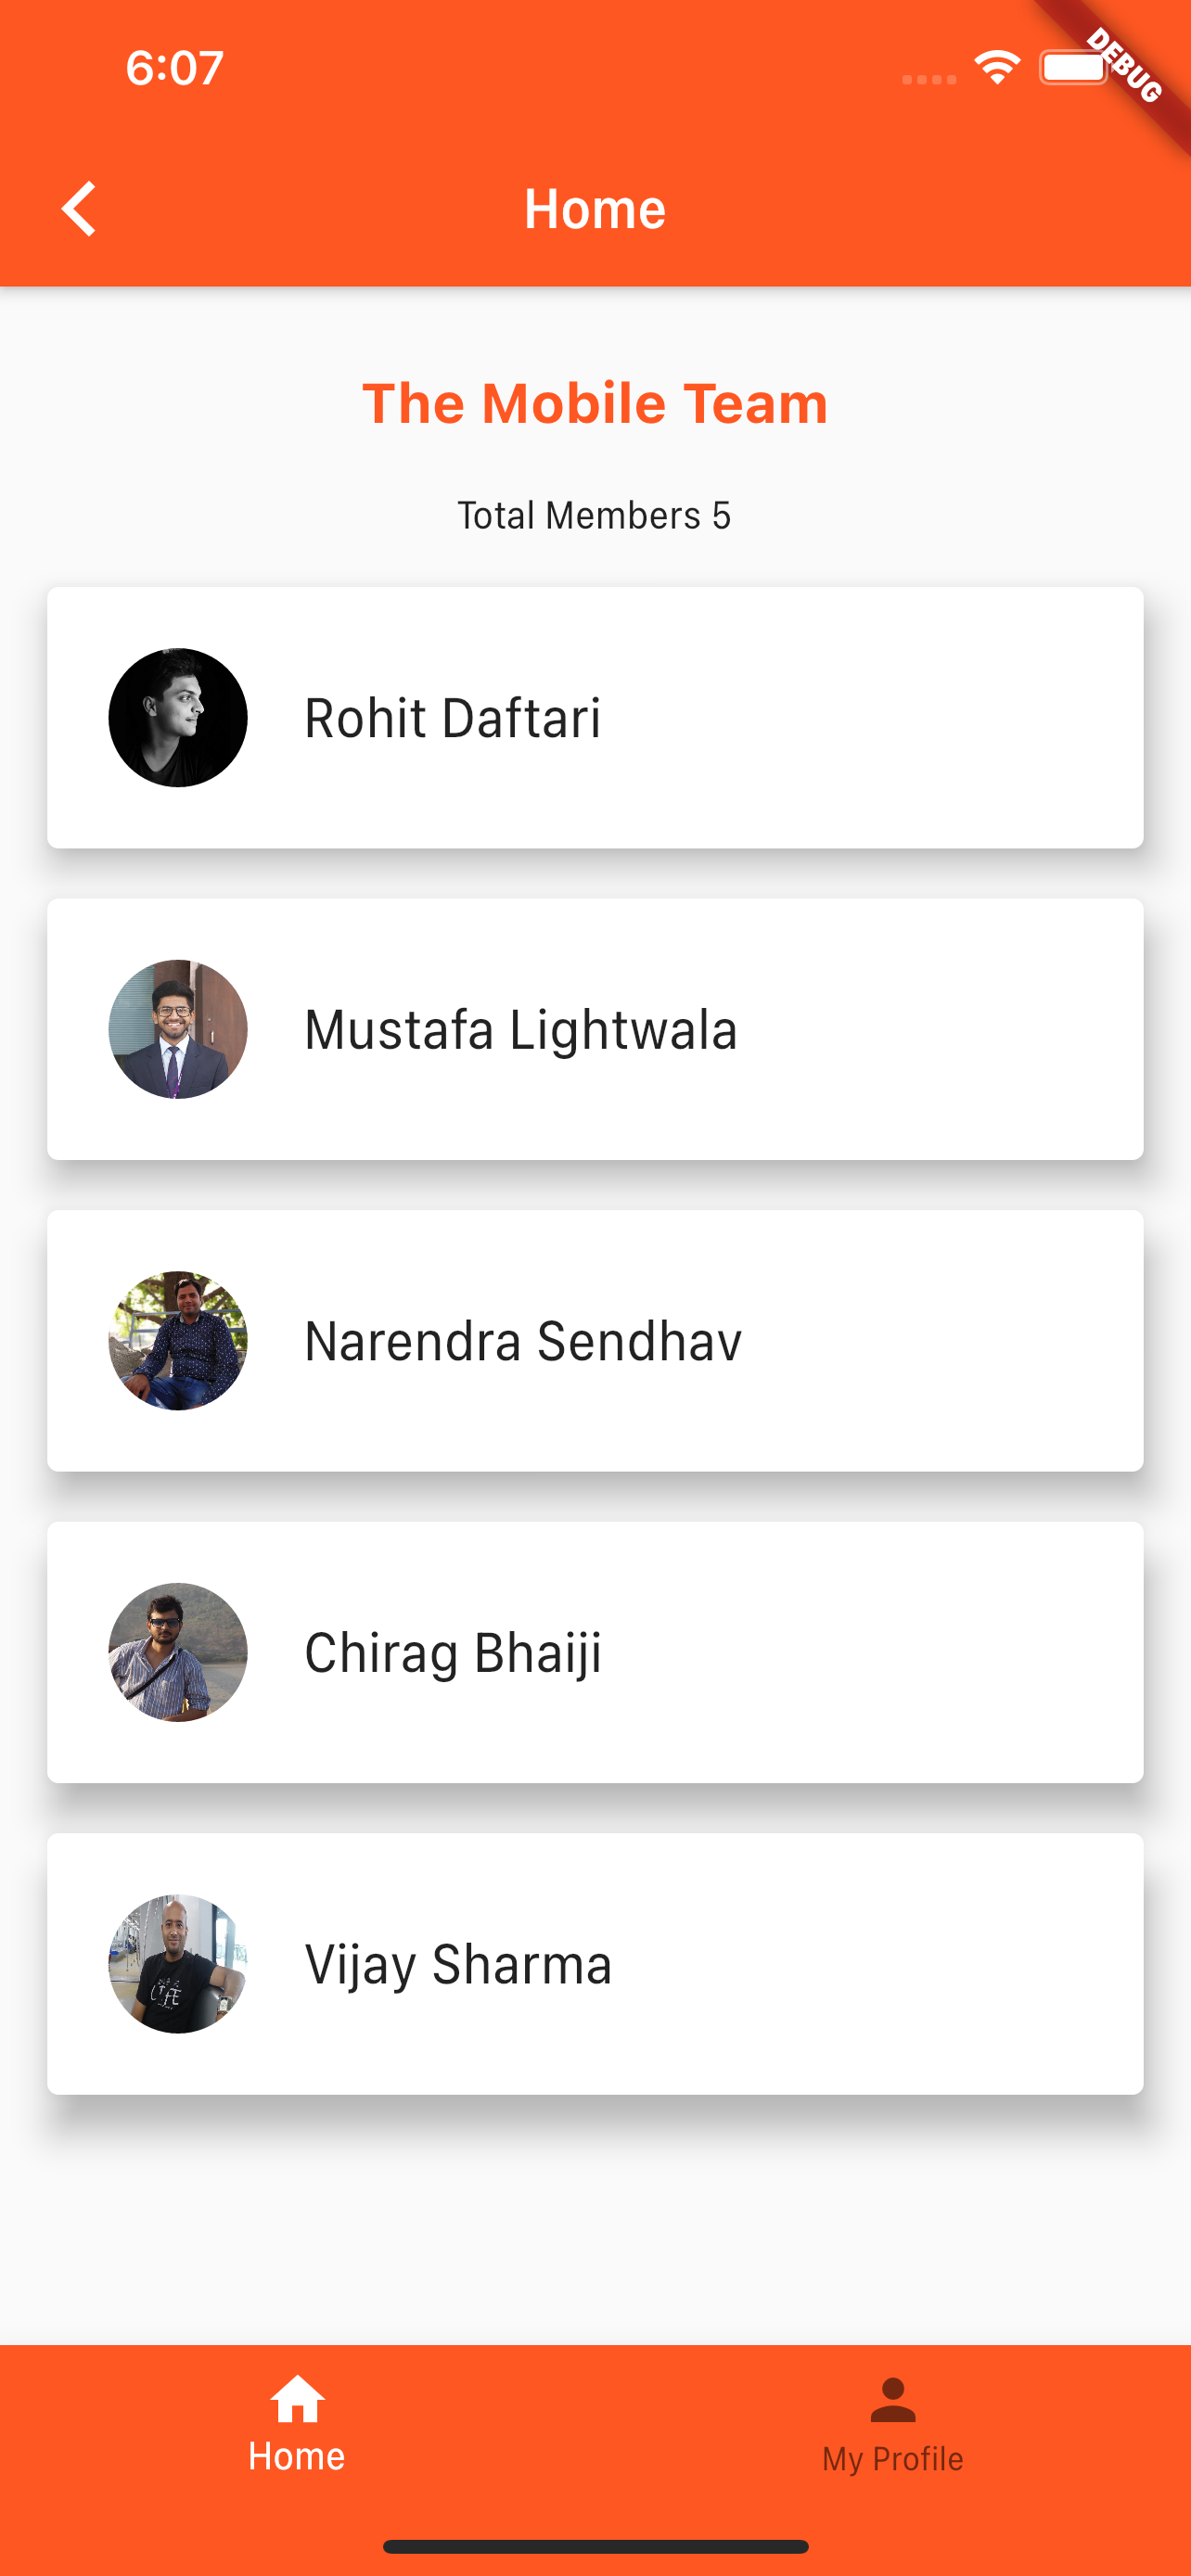 6:07
DEBUG
Home
The Mobile Team
Total Members 5
Rohit Daftari
Mustafa Lightwala
Narendra Sendhav
Chirag Bhaiji
Vijay Sharma
Home
My Profile